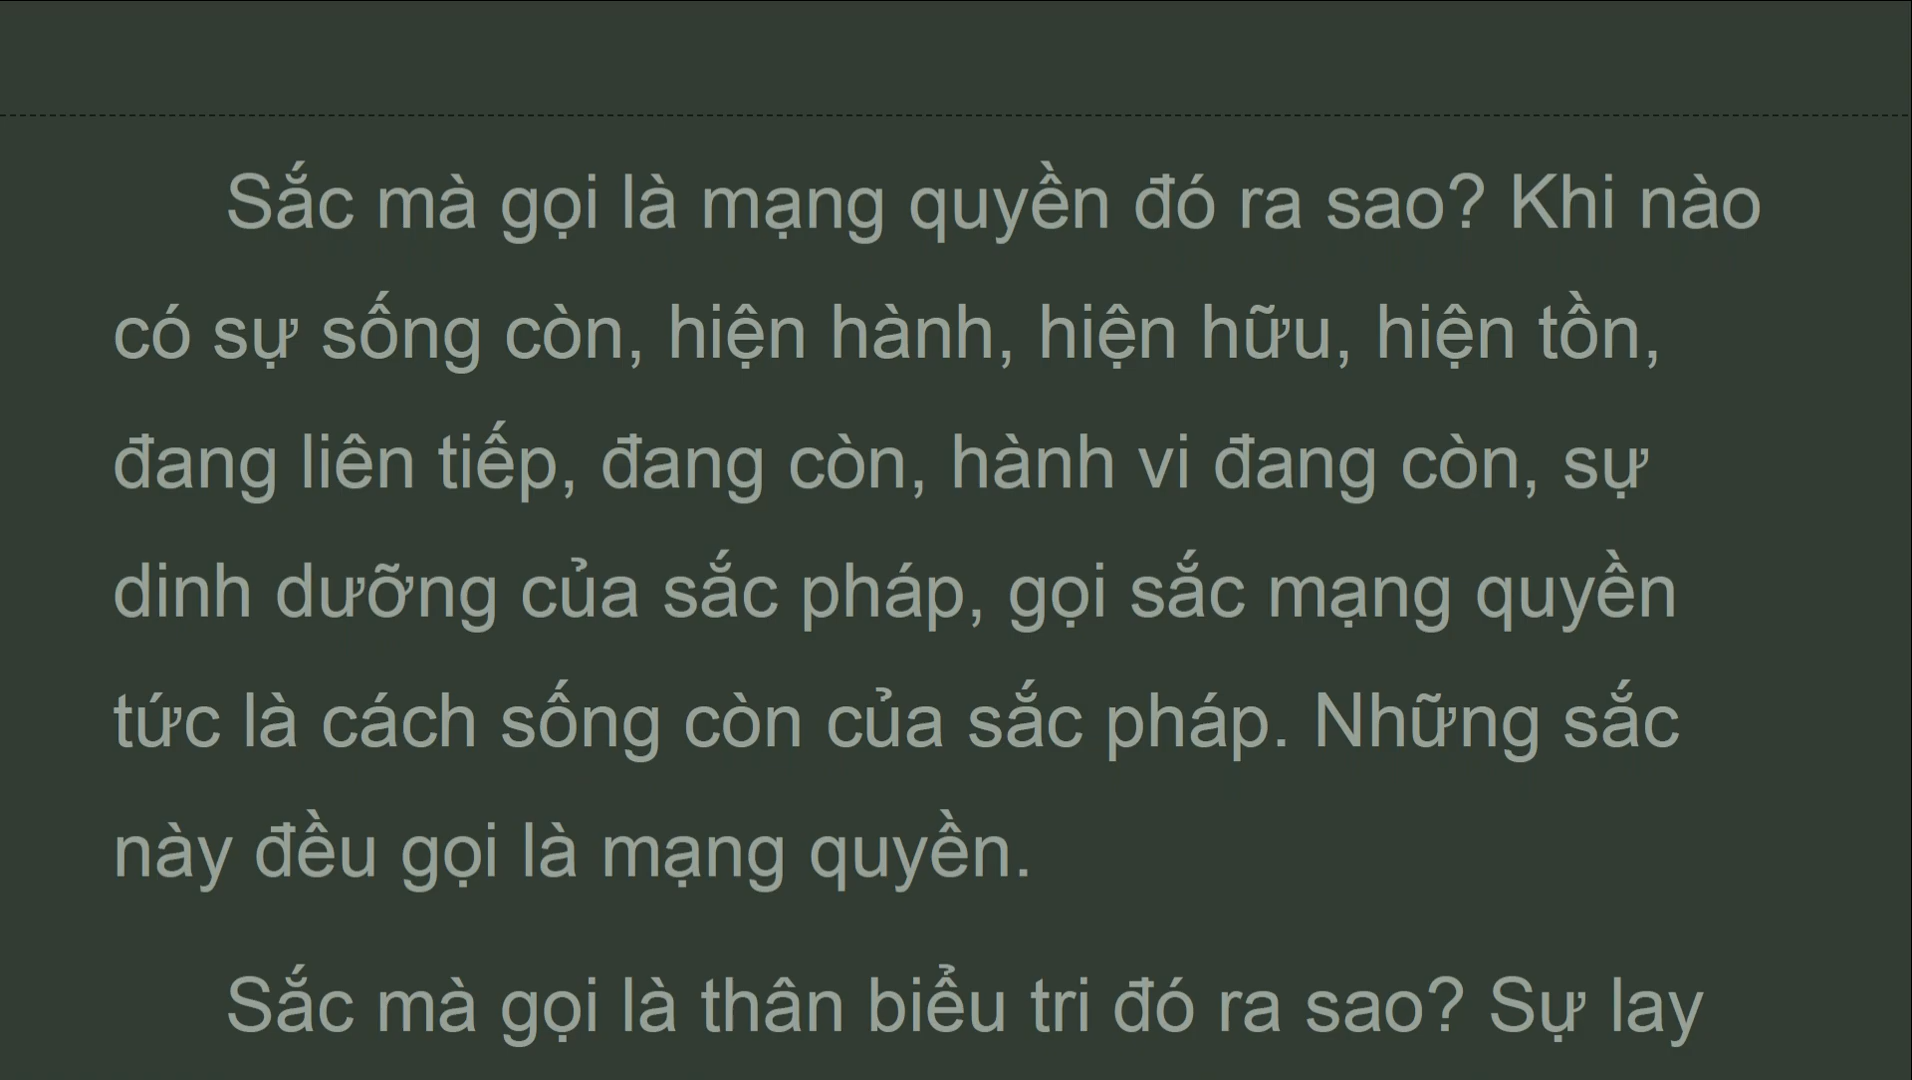 Sắc mà gọi là mạng quyền đó ra sao? Khi nào
có sự sống còn, hiện hành, hiện hữu, hiện tồn,
đang liên tiếp, đang còn, hành vi đang còn, sự
dinh dưỡng của sắc pháp, gọi sắc mạng quyền
tức là cách sống còn của sắc pháp. Những sắc
này đều gọi là mạng quyền.
Sắc mà gọi là thân biểu tri đó ra sao? Sự lay